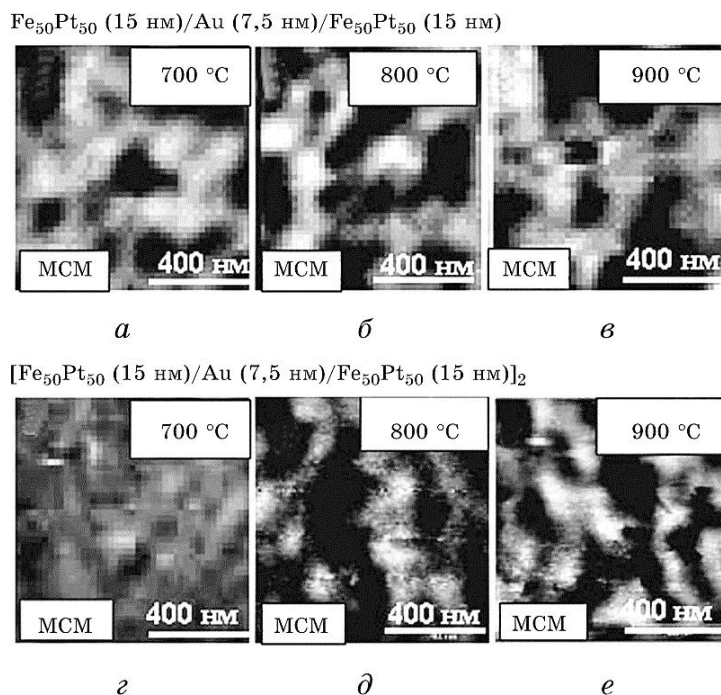 Fe₅₀Pt₅₀ (15 нм)/Au (7,5 нм)/Fe₅₀Pt₅₀ (15 нм)
700 °C 800 °C 900 °C
МСМ 400 нм МСМ 400 нм МСМ 400 нм
а б в
[Fe₅₀Pt₅₀ (15 нм)/Au (7,5 нм)/Fe₅₀Pt₅₀ (15 нм)]₂
700 °C 800 °C 900 °C
МСМ 400 нм МСМ 400 нм МСМ 400 нм
г д е